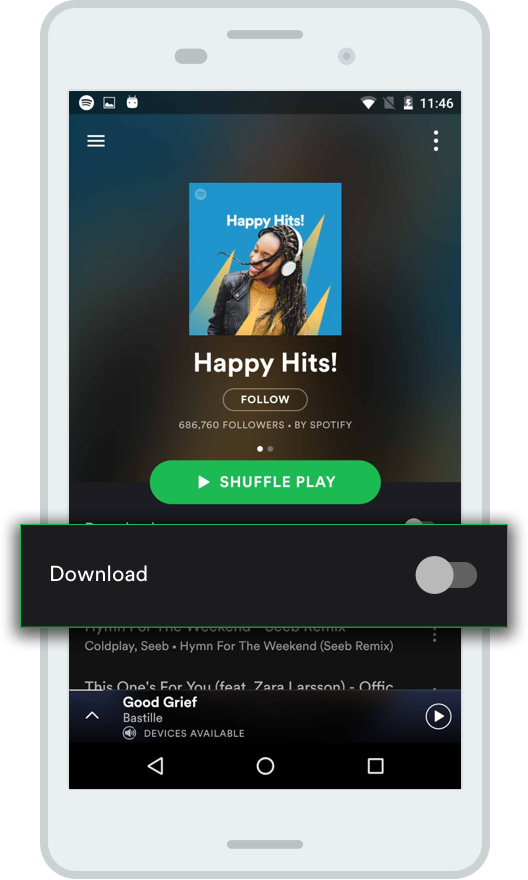 11:46
Happy Hits!
Happy Hits!
FOLLOW
686,760 FOLLOWERS • BY SPOTIFY
SHUFFLE PLAY
Download
Download
Hymn For The Weekend - Seeb Remix
Coldplay, Seeb • Hymn For The Weekend (Seeb Remix)
This One's For You (feat. Zara Larsson) - Offic
Good Grief
Bastille
DEVICES AVAILABLE